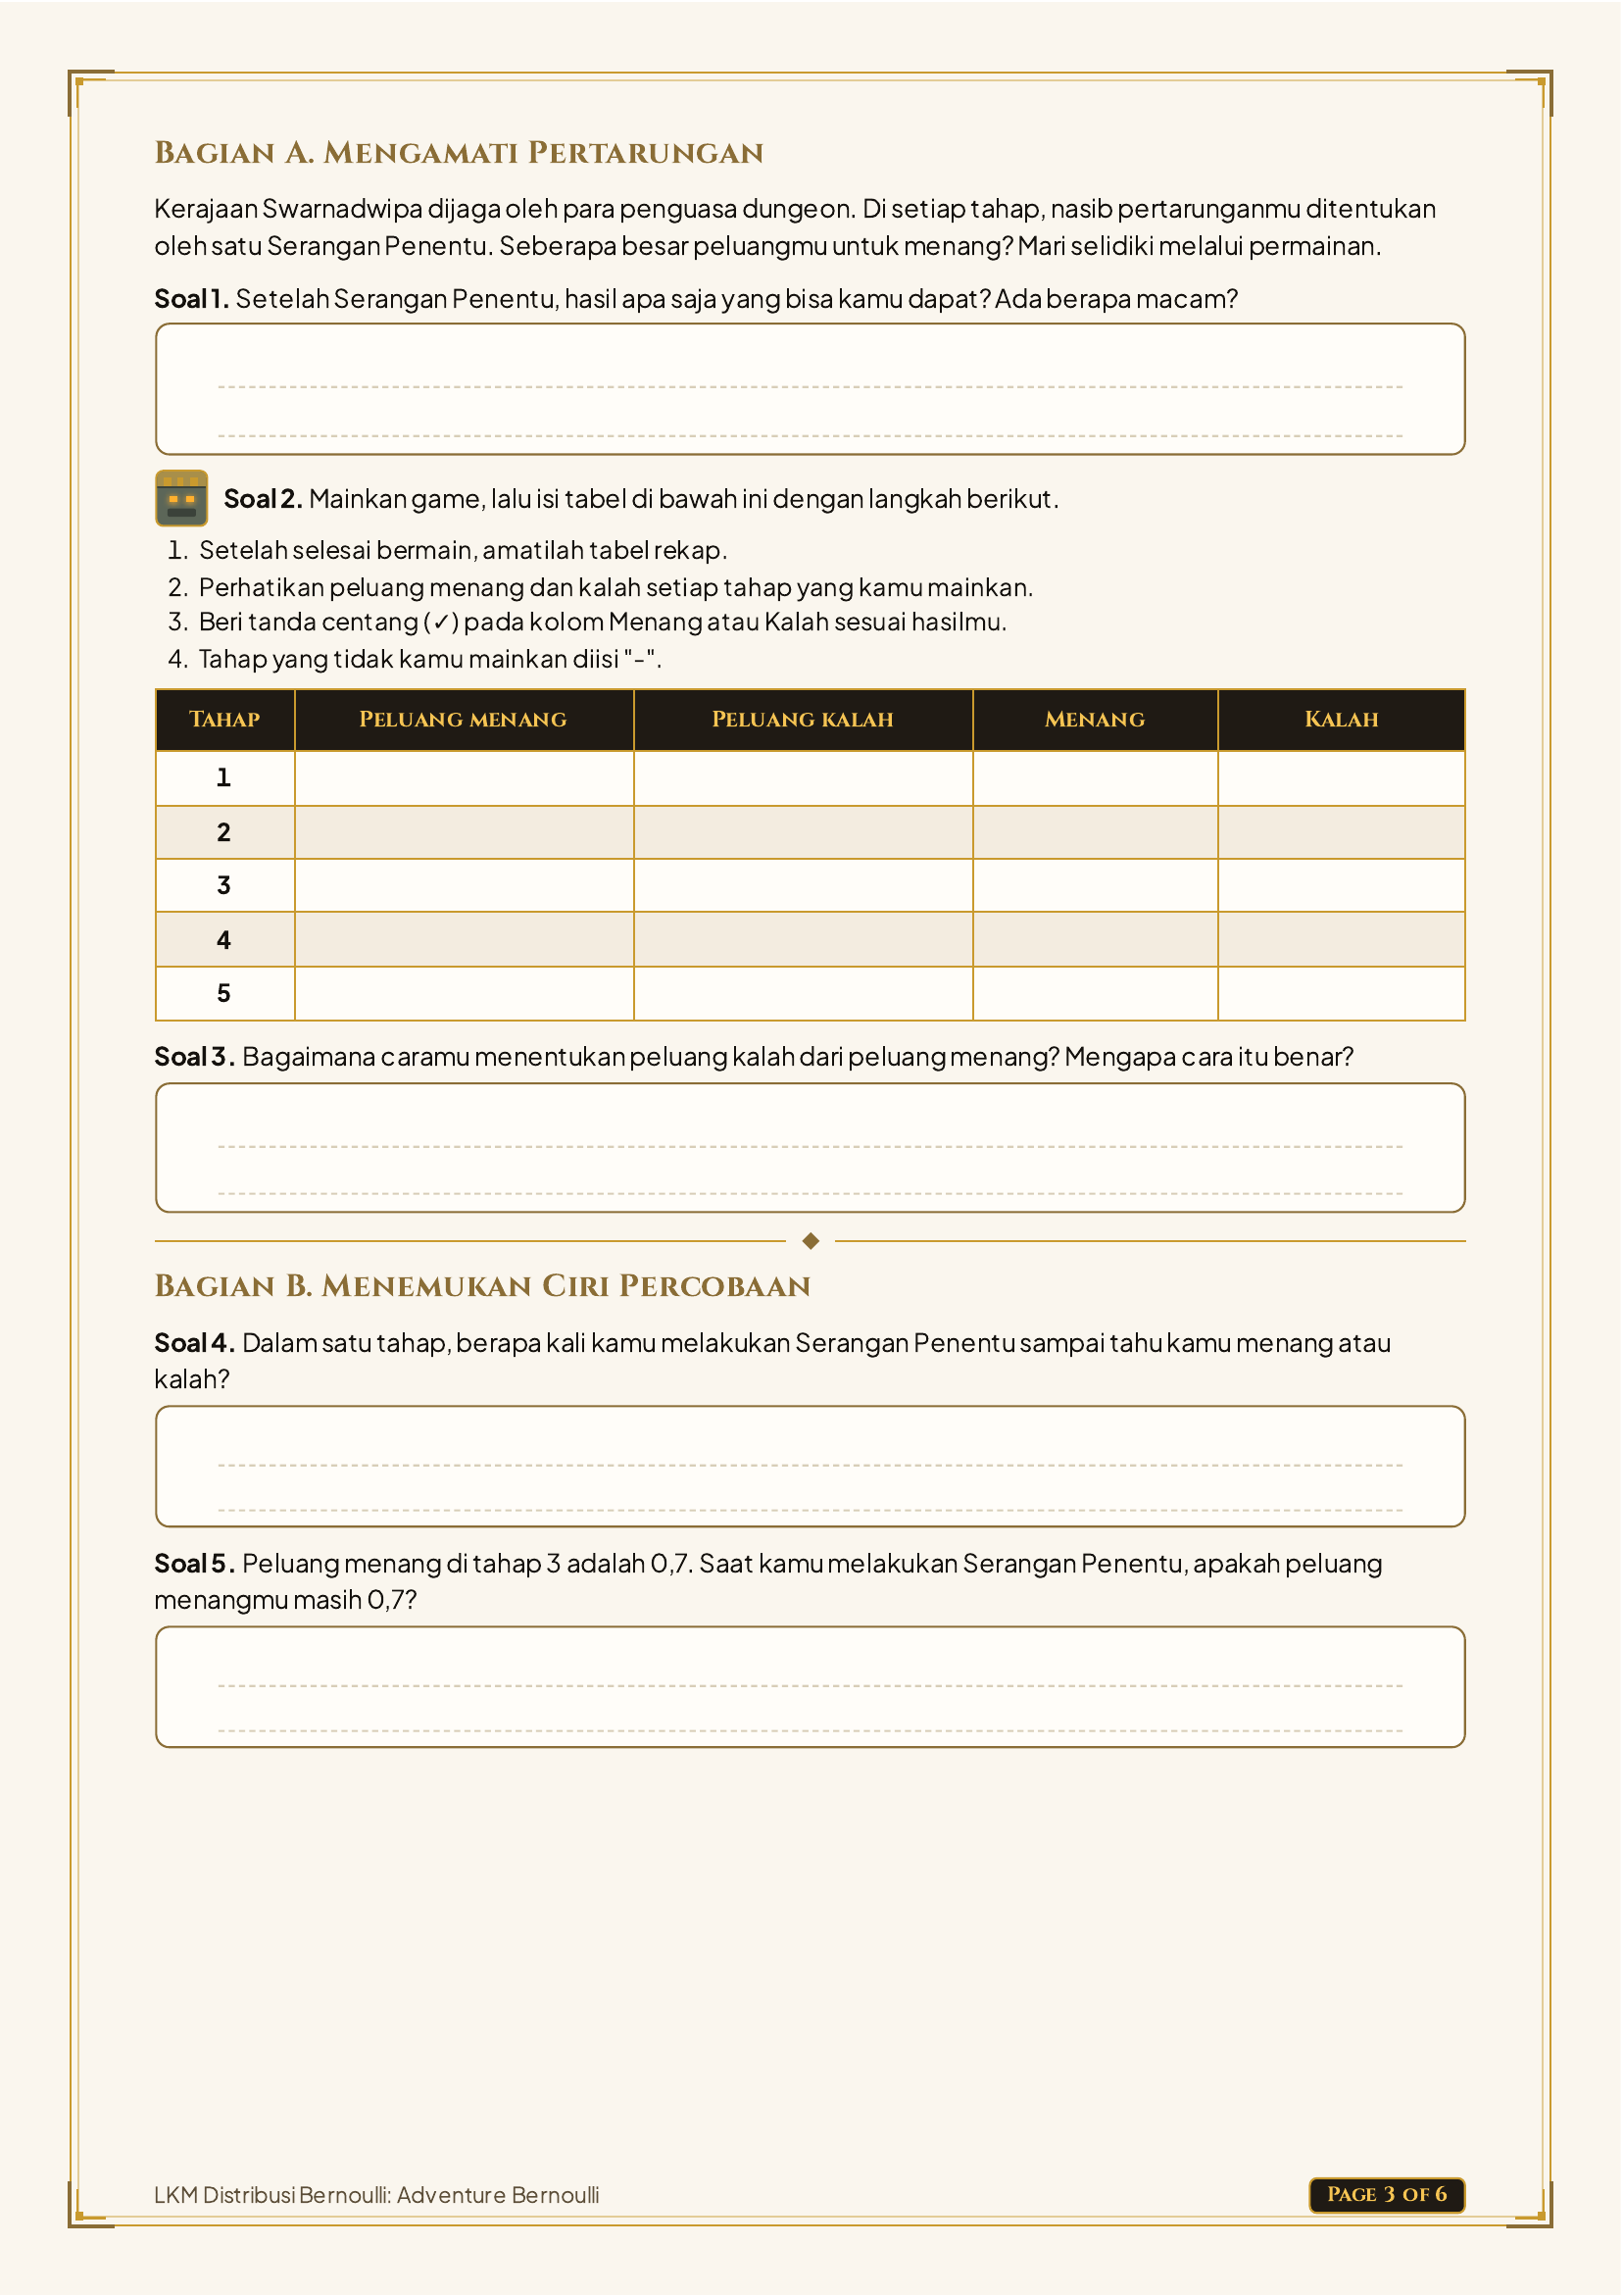 Bagian A. Mengamati Pertarungan
Kerajaan Swarnadwipa dijaga oleh para penguasa dungeon. Di setiap tahap, nasib pertarunganmu ditentukan
oleh satu Serangan Penentu. Seberapa besar peluangmu untuk menang? Mari selidiki melalui permainan.
Soal 1. Setelah Serangan Penentu, hasil apa saja yang bisa kamu dapat? Ada berapa macam?
Soal 2. Mainkan game, lalu isi tabel di bawah ini dengan langkah berikut.
1. Setelah selesai bermain, amatilah tabel rekap.
2. Perhatikan peluang menang dan kalah setiap tahap yang kamu mainkan.
3. Beri tanda centang (✓) pada kolom Menang atau Kalah sesuai hasilmu.
4. Tahap yang tidak kamu mainkan diisi "-".
Tahap Peluang menang Peluang kalah Menang Kalah
1
2
3
4
5
Soal 3. Bagaimana caramu menentukan peluang kalah dari peluang menang? Mengapa cara itu benar?
Bagian B. Menemukan Ciri Percobaan
Soal 4. Dalam satu tahap, berapa kali kamu melakukan Serangan Penentu sampai tahu kamu menang atau
kalah?
Soal 5. Peluang menang di tahap 3 adalah 0,7. Saat kamu melakukan Serangan Penentu, apakah peluang
menangmu masih 0,7?
LKM Distribusi Bernoulli: Adventure Bernoulli
Page 3 of 6